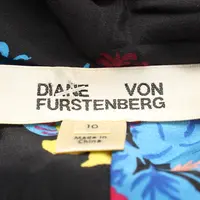 DIANE VON
FURSTENBERG
10
Made in
China